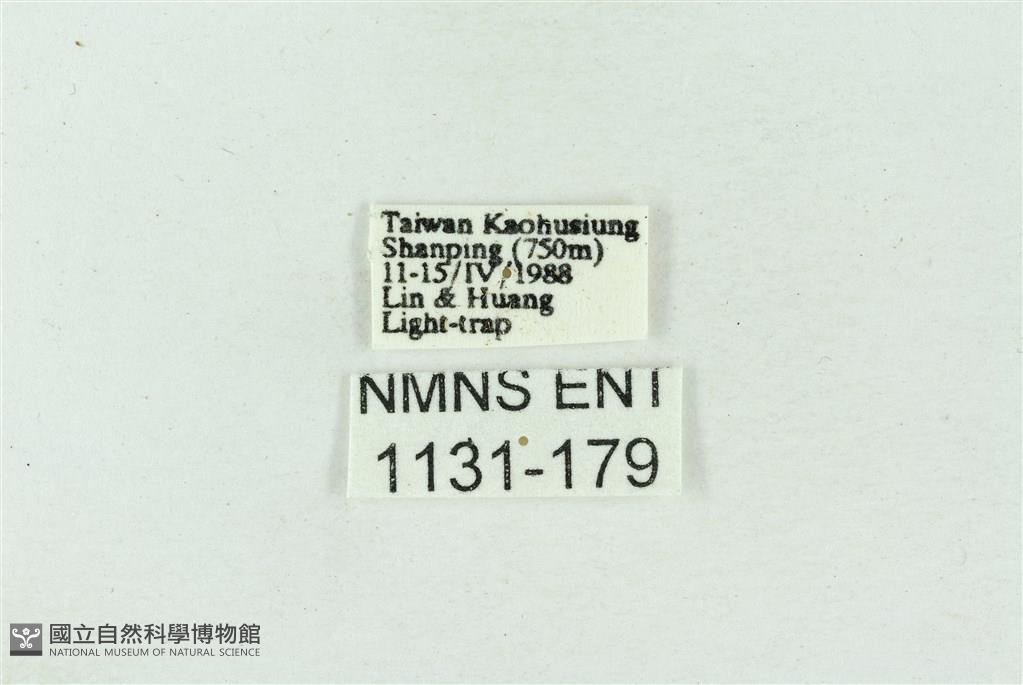 Taiwan Kaohusiung
Shanping (750m)
11-15/IV/1988
Lin & Huang
Light-trap
NMNS ENT
1131-179
國立自然科學博物館
NATIONAL MUSEUM OF NATURAL SCIENCE